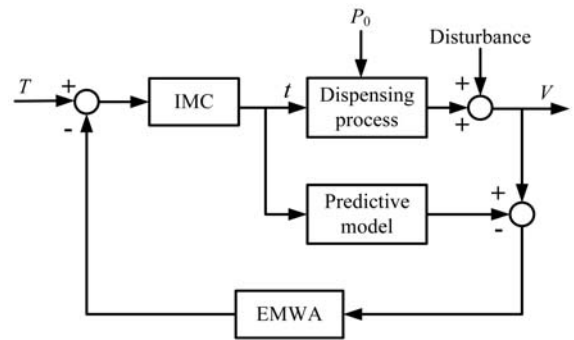 P0
Disturbance
T
+
-
IMC
t
Dispensing
process
+
+
V
Predictive
model
+
-
EMWA